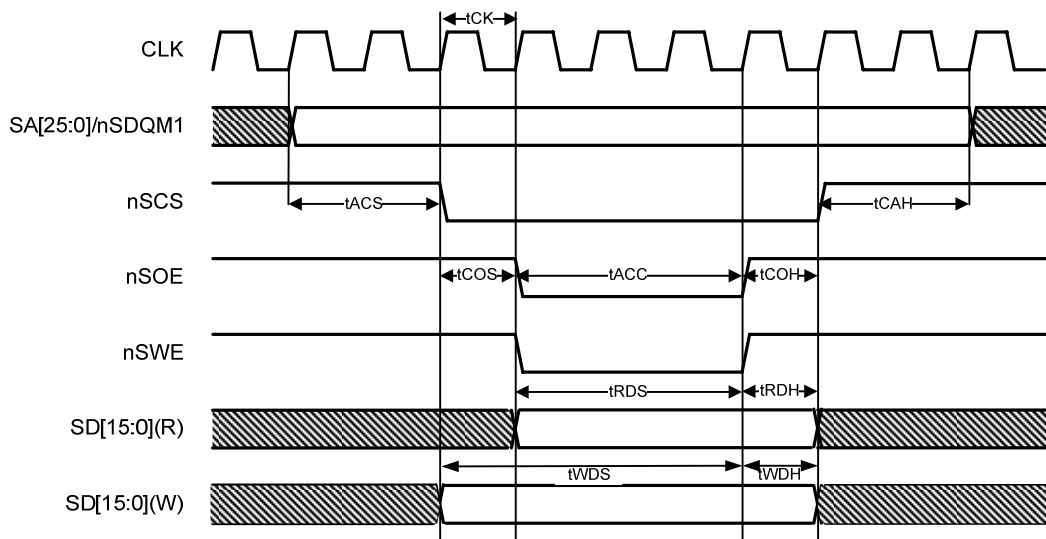 tCK
CLK
SA[25:0]/nSDQM1
nSCS
tACS
tCAH
nSOE
tCOS
tACC
tCOH
nSWE
tRDS
tRDH
SD[15:0](R)
tWDS
tWDH
SD[15:0](W)